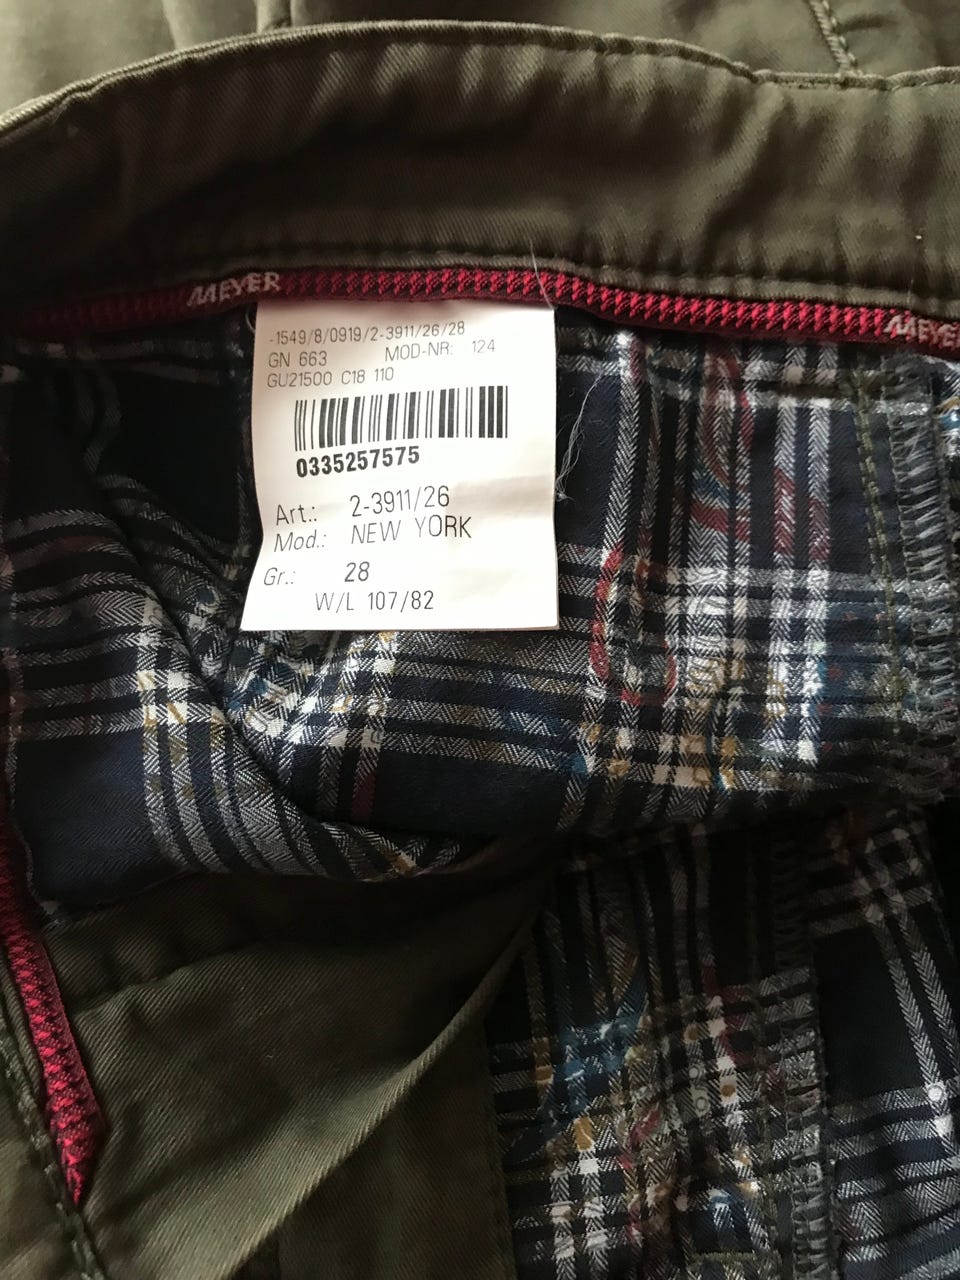 MEYER
MEYER
-1549/8/0919/2-3911/26/28
GN 663 MOD-NR: 124
GU21500 C18 110
0335257575
Art.: 2-3911/26
Mod.: NEW YORK
Gr.: 28
W/L 107/82